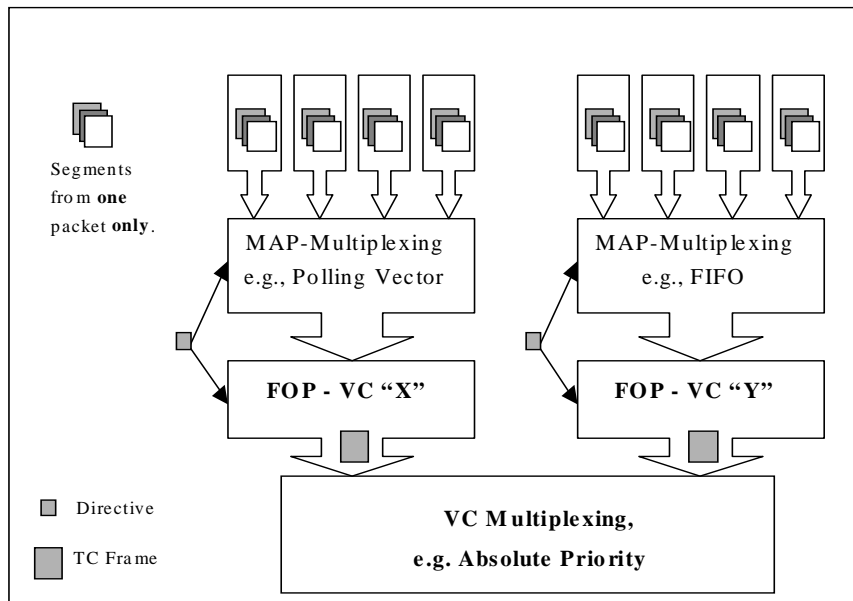 Segments
from one
packet only.
MAP-Multiplexing
e.g., Polling Vector
MAP-Multiplexing
e.g., FIFO
FOP - VC “X”
FOP - VC “Y”
VC Multiplexing,
e.g. Absolute Priority
Directive
TC Frame